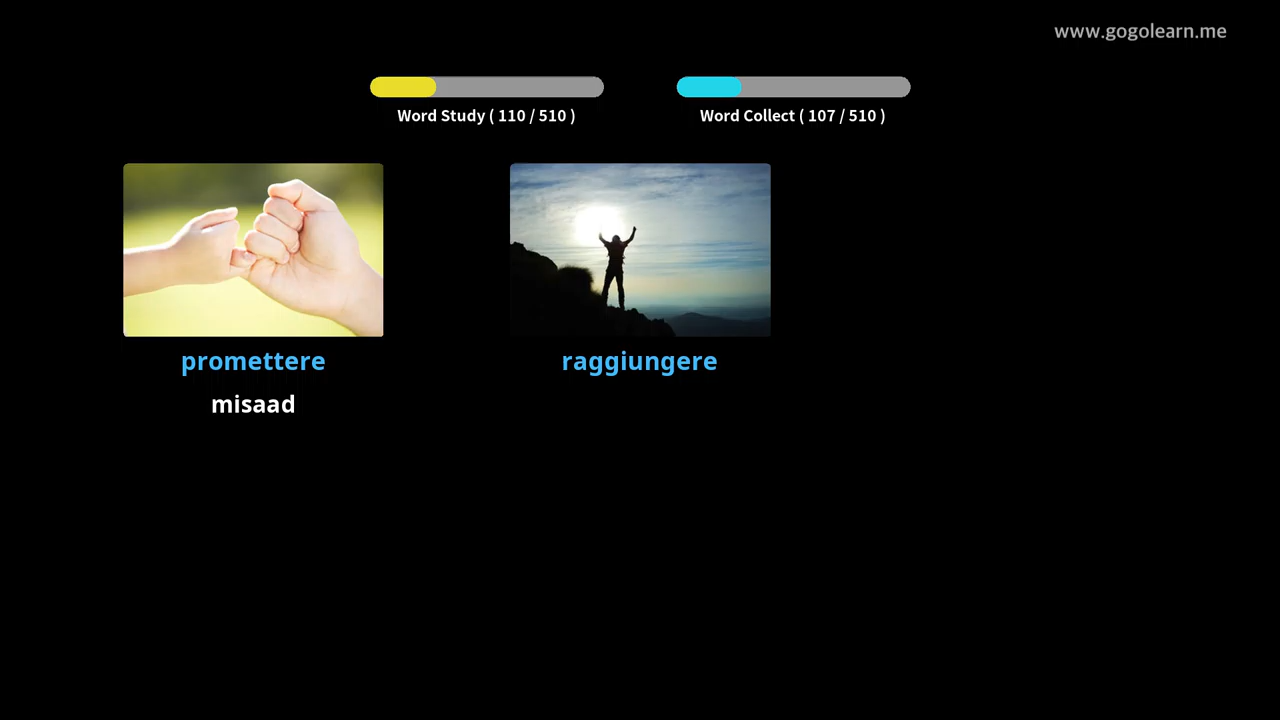 www.gogolearn.me
Word Study ( 110 / 510 )
Word Collect ( 107 / 510 )
promettere
raggiungere
misaad